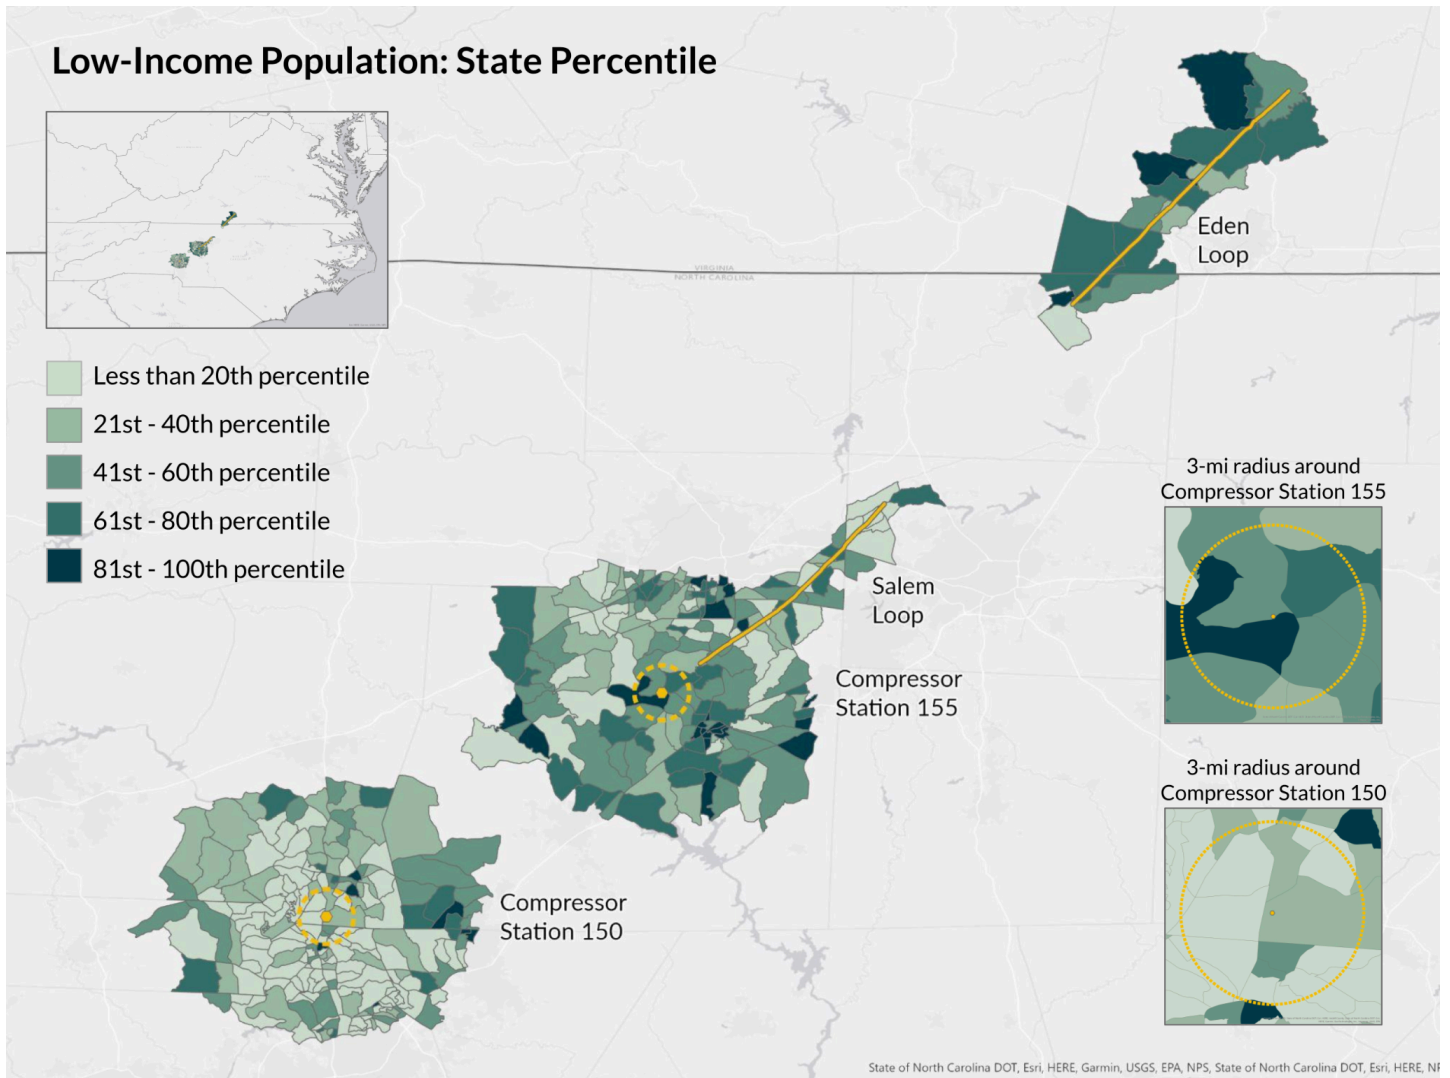 Low-Income Population: State Percentile
Less than 20th percentile
21st - 40th percentile
41st - 60th percentile
61st - 80th percentile
81st - 100th percentile
VIRGINIA
NORTH CAROLINA
Eden
Loop
Salem
Loop
Compressor
Station 155
Compressor
Station 150
3-mi radius around
Compressor Station 155
3-mi radius around
Compressor Station 150
State of North Carolina DOT, Esri, HERE, Garmin, USGS, EPA, NPS, State of North Carolina DOT, Esri, HERE,